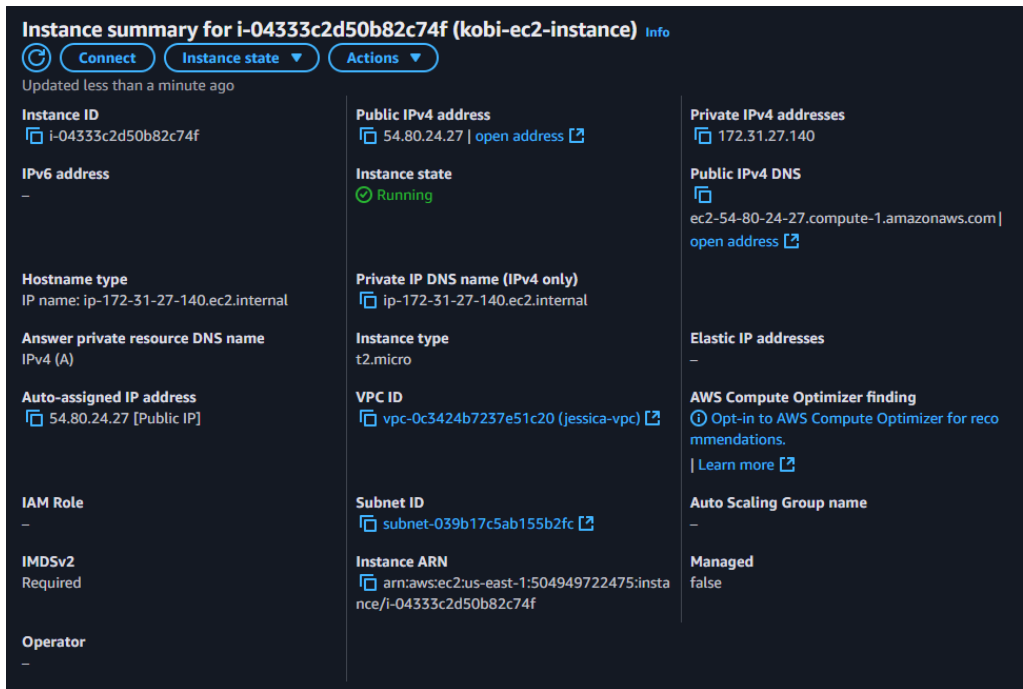 Instance summary for i-04333c2d50b82c74f (kobi-ec2-instance) Info
Connect
Instance state
Actions
Updated less than a minute ago
Instance ID
i-04333c2d50b82c74f
Public IPv4 address
54.80.24.27 | open address
Private IPv4 addresses
172.31.27.140
IPv6 address
–
Instance state
Running
Public IPv4 DNS
ec2-54-80-24-27.compute-1.amazonaws.com |
open address
Hostname type
IP name: ip-172-31-27-140.ec2.internal
Private IP DNS name (IPv4 only)
ip-172-31-27-140.ec2.internal
Answer private resource DNS name
IPv4 (A)
Instance type
t2.micro
Elastic IP addresses
–
Auto-assigned IP address
54.80.24.27 [Public IP]
VPC ID
vpc-0c3424b7237e51c20 (jessica-vpc)
AWS Compute Optimizer finding
Opt-in to AWS Compute Optimizer for reco
mmendations.
| Learn more
IAM Role
–
Subnet ID
subnet-039b17c5ab155b2fc
Auto Scaling Group name
–
IMDSv2
Required
Instance ARN
arn:aws:ec2:us-east-1:504949722475:insta
nce/i-04333c2d50b82c74f
Managed
false
Operator
–